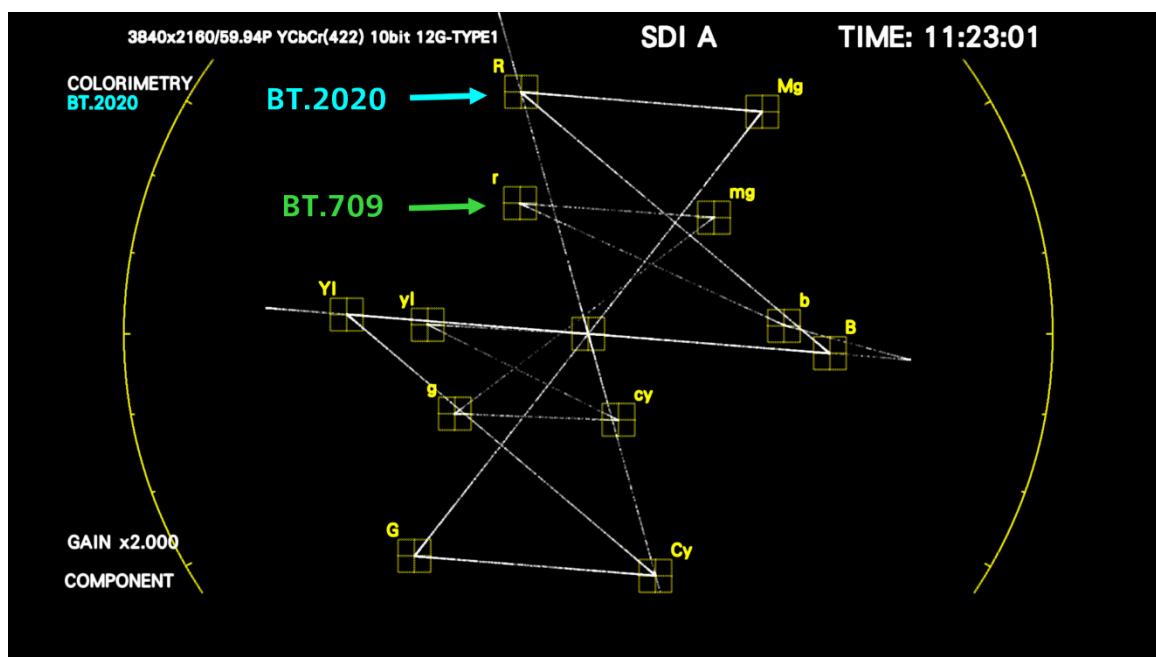 3840x2160/59.94P YCbCr(422) 10bit 12G-TYPE1
SDI A
TIME: 11:23:01
COLORIMETRY
BT.2020
BT.2020
R
Mg
BT.709
r
mg
Yl
yl
b
B
g
cy
G
Cy
GAIN x2.000
COMPONENT